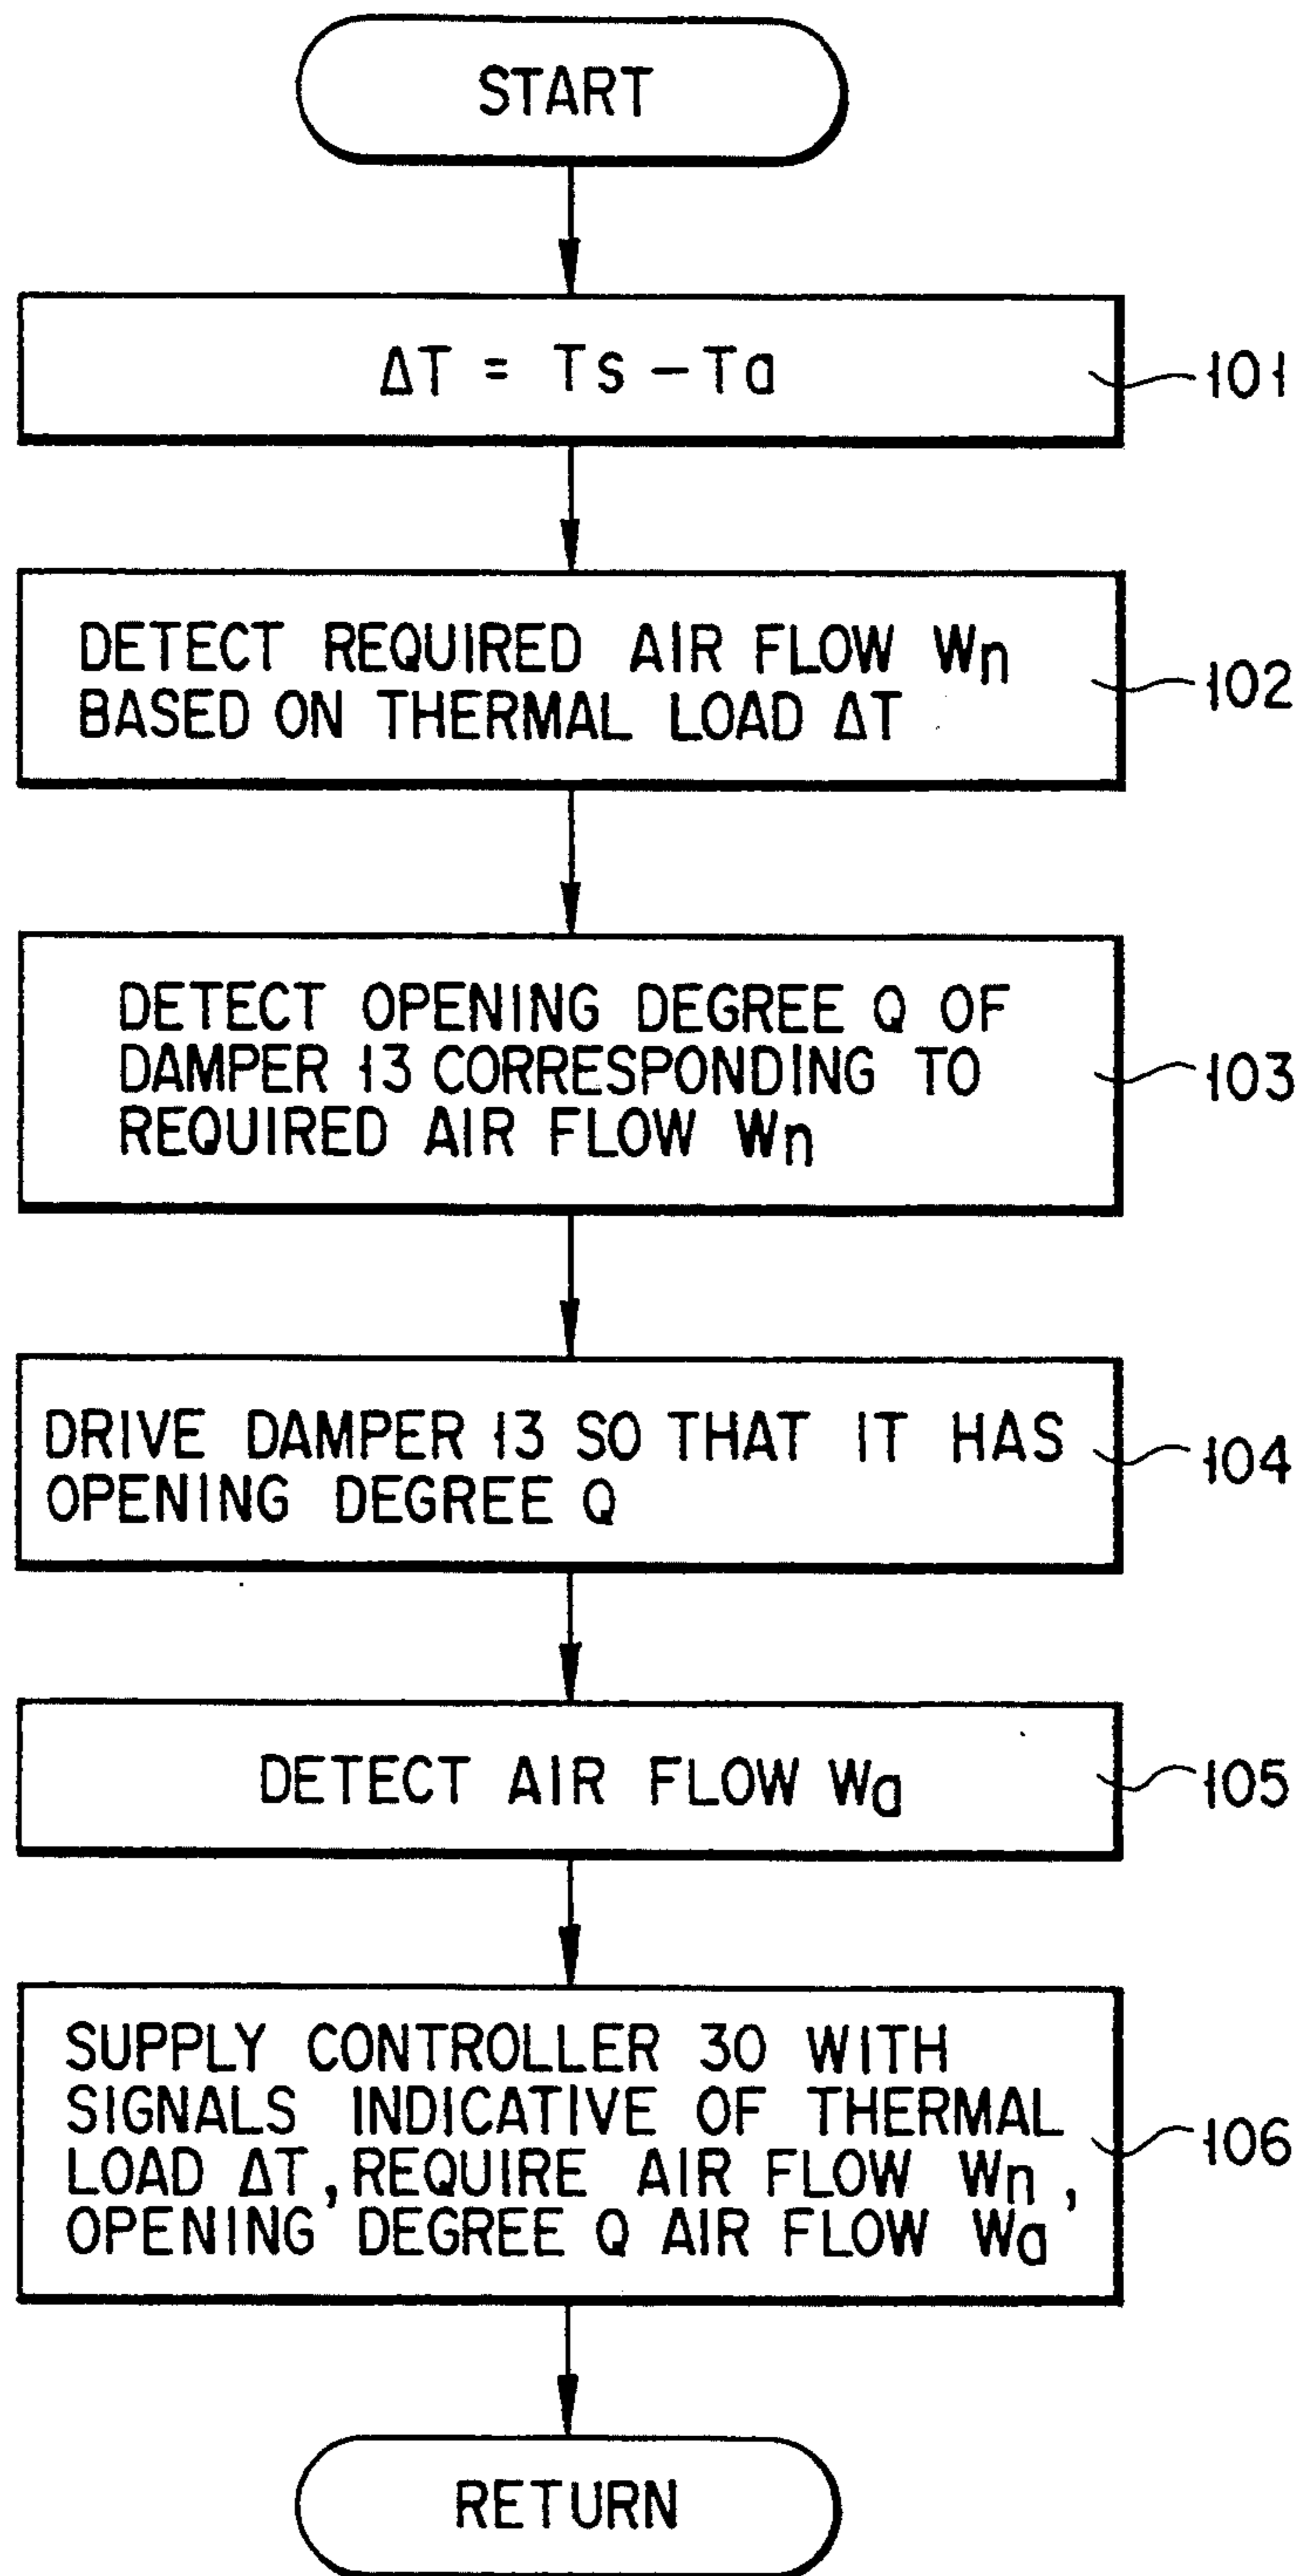 START
ΔT = Ts - Ta
101
DETECT REQUIRED AIR FLOW Wn
BASED ON THERMAL LOAD ΔT
102
DETECT OPENING DEGREE Q OF
DAMPER 13 CORRESPONDING TO
REQUIRED AIR FLOW Wn
103
DRIVE DAMPER 13 SO THAT IT HAS
OPENING DEGREE Q
104
DETECT AIR FLOW Wa
105
SUPPLY CONTROLLER 30 WITH
SIGNALS INDICATIVE OF THERMAL
LOAD ΔT, REQUIRE AIR FLOW Wn,
OPENING DEGREE Q AIR FLOW Wa
106
RETURN